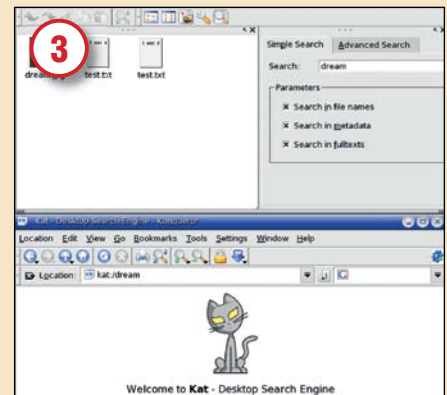 3
test.txt test.txt
Simple Search Advanced Search
Search: dream
Parameters
Search in file names
Search in metadata
Search in fulltexts
Kat - Desktop Search Engine - Konqueror
Location Edit View Go Bookmarks Tools Settings Window Help
Location: kat:/dream
Welcome to Kat - Desktop Search Engine